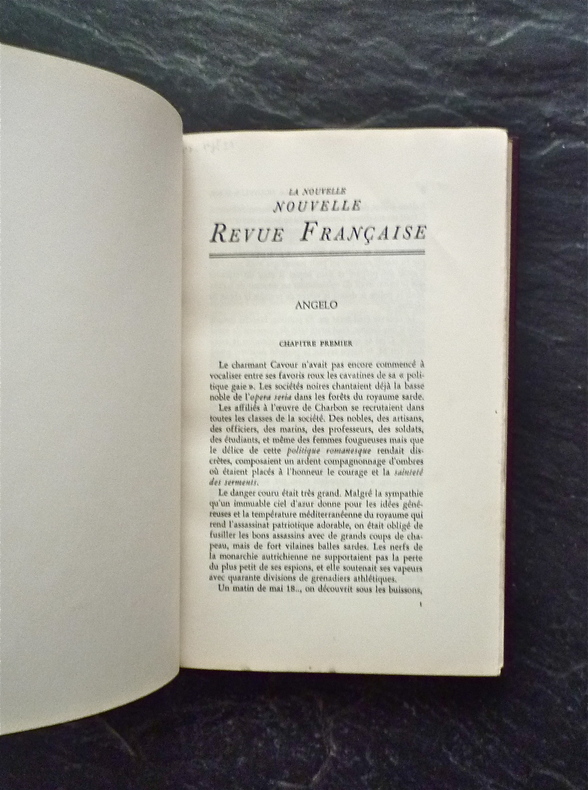 LA NOUVELLE
NOUVELLE
REVUE FRANÇAISE
ANGELO
CHAPITRE PREMIER
Le charmant Cavour n'avait pas encore commencé à
vocaliser entre ses favoris roux les cavatines de sa « poli-
tique gaie ». Les sociétés noires chantaient déjà la basse
noble de l'opera seria dans les forêts du royaume sarde.
Les affiliés à l'œuvre de Charbon se recrutaient dans
toutes les classes de la société. Des nobles, des artisans,
des officiers, des marins, des professeurs, des soldats,
des étudiants, et même des femmes fougueuses mais que
le délice de cette politique romanesque rendait dis-
crètes, composaient un ardent compagnonnage d'ombres
où étaient placés à l'honneur le courage et la sainteté
des serments.
Le danger couru était très grand. Malgré la sympathie
qu'un immuable ciel d'azur donne pour les idées géné-
reuses et la température méditerranéenne du royaume qui
rend l'assassinat patriotique adorable, on était obligé de
fusiller les bons assassins avec de grands coups de cha-
peau, mais de fort vilaines balles sardes. Les nerfs de
la monarchie autrichienne ne supportaient pas la perte
du plus petit de ses espions, et elle soutenait ses vapeurs
avec quarante divisions de grenadiers athlétiques.
Un matin de mai 18.., on découvrit sous les buissons,
1